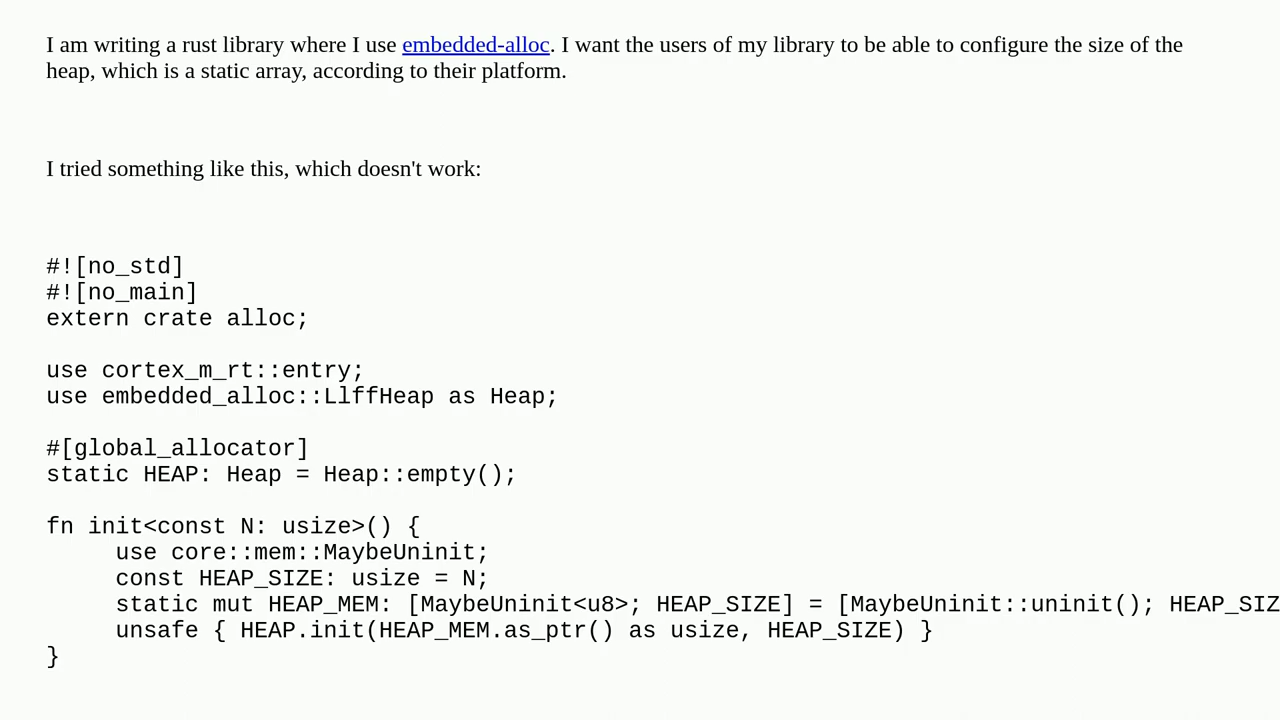 I am writing a rust library where I use embedded-alloc. I want the users of my library to be able to configure the size of the
heap, which is a static array, according to their platform.
I tried something like this, which doesn't work:
#![no_std]
#![no_main]
extern crate alloc;
use cortex_m_rt::entry;
use embedded_alloc::LlffHeap as Heap;
#[global_allocator]
static HEAP: Heap = Heap::empty();
fn init<const N: usize>() {
     use core::mem::MaybeUninit;
     const HEAP_SIZE: usize = N;
     static mut HEAP_MEM: [MaybeUninit<u8>; HEAP_SIZE] = [MaybeUninit::uninit(); HEAP_SIZ
     unsafe { HEAP.init(HEAP_MEM.as_ptr() as usize, HEAP_SIZE) }
}